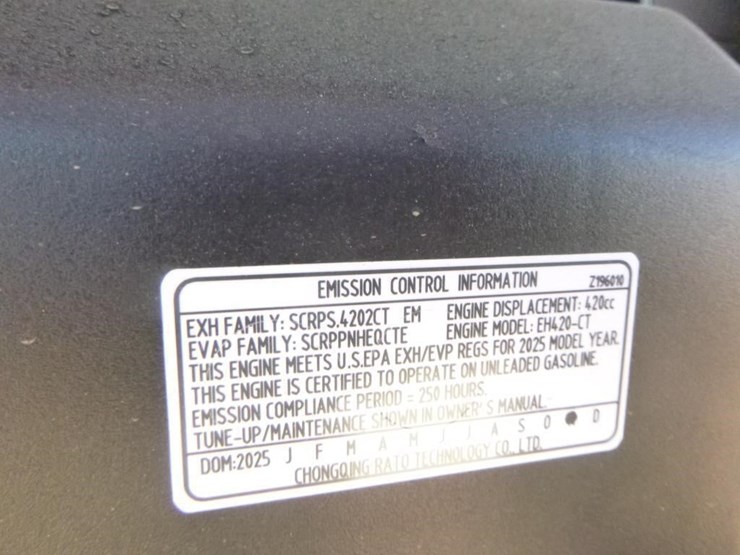 EMISSION CONTROL INFORMATION Z196010
EXH FAMILY: SCRPS.4202CT EM ENGINE DISPLACEMENT: 420cc
EVAP FAMILY: SCRPPNHEQCTE ENGINE MODEL: EH420-CT
THIS ENGINE MEETS U.S.EPA EXH/EVP REGS FOR 2025 MODEL YEAR.
THIS ENGINE IS CERTIFIED TO OPERATE ON UNLEADED GASOLINE.
EMISSION COMPLIANCE PERIOD = 250 HOURS.
TUNE-UP/MAINTENANCE SHOWN IN OWNER'S MANUAL.
DOM:2025 J F M A M J J A S O ● D
CHONGQING RATO TECHNOLOGY CO., LTD.